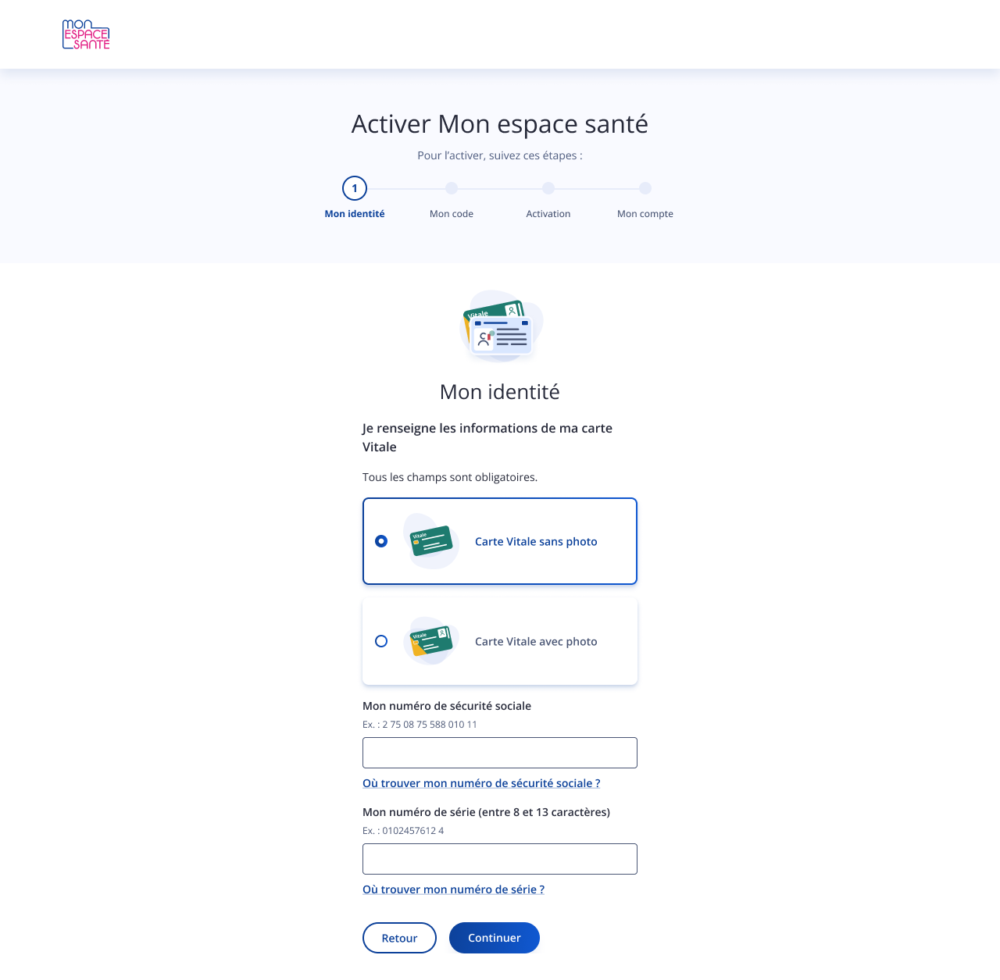 mon
ESPACE
SANTÉ
Activer Mon espace santé
Pour l’activer, suivez ces étapes :
1
Mon identité
Mon code
Activation
Mon compte
Vitale
Mon identité
Je renseigne les informations de ma carte
Vitale
Tous les champs sont obligatoires.
Vitale
Carte Vitale sans photo
Vitale
Carte Vitale avec photo
Mon numéro de sécurité sociale
Ex. : 2 75 08 75 588 010 11
Où trouver mon numéro de sécurité sociale ?
Mon numéro de série (entre 8 et 13 caractères)
Ex. : 0102457612 4
Où trouver mon numéro de série ?
Retour
Continuer